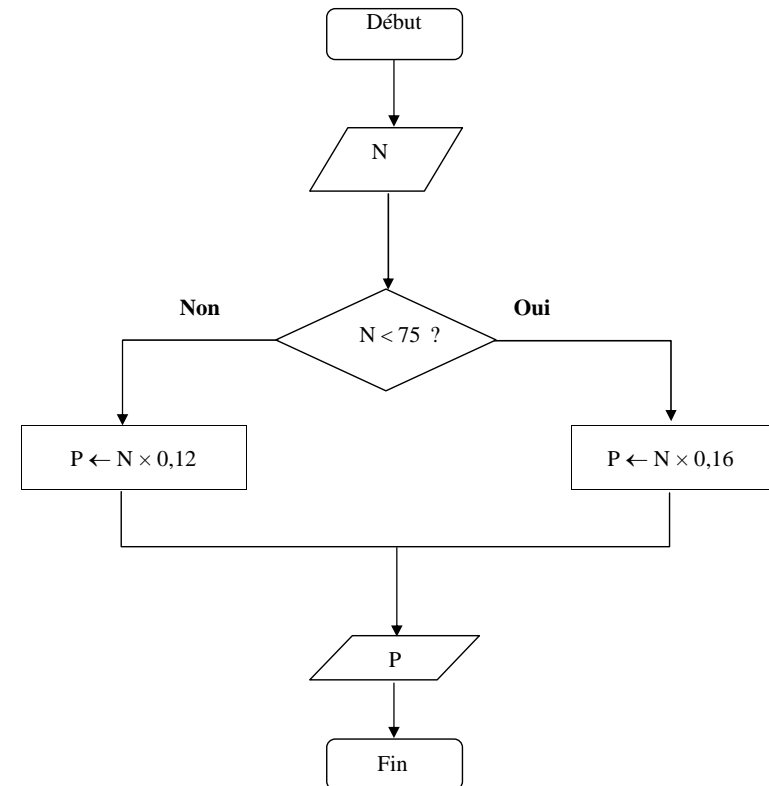 Début
N
Non
Oui
N < 75 ?
P ← N × 0,12
P ← N × 0,16
P
Fin